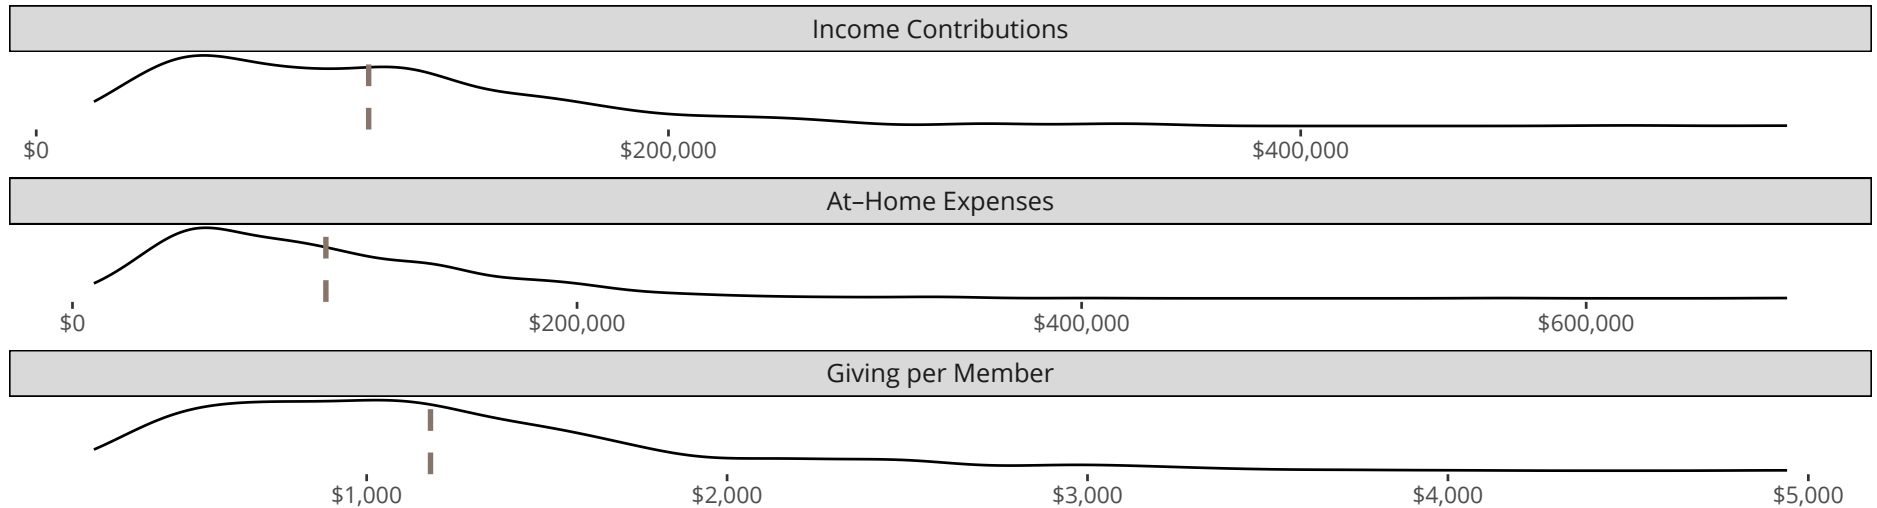 Income Contributions
$0 $200,000 $400,000
At–Home Expenses
$0 $200,000 $400,000 $600,000
Giving per Member
$1,000 $2,000 $3,000 $4,000 $5,000